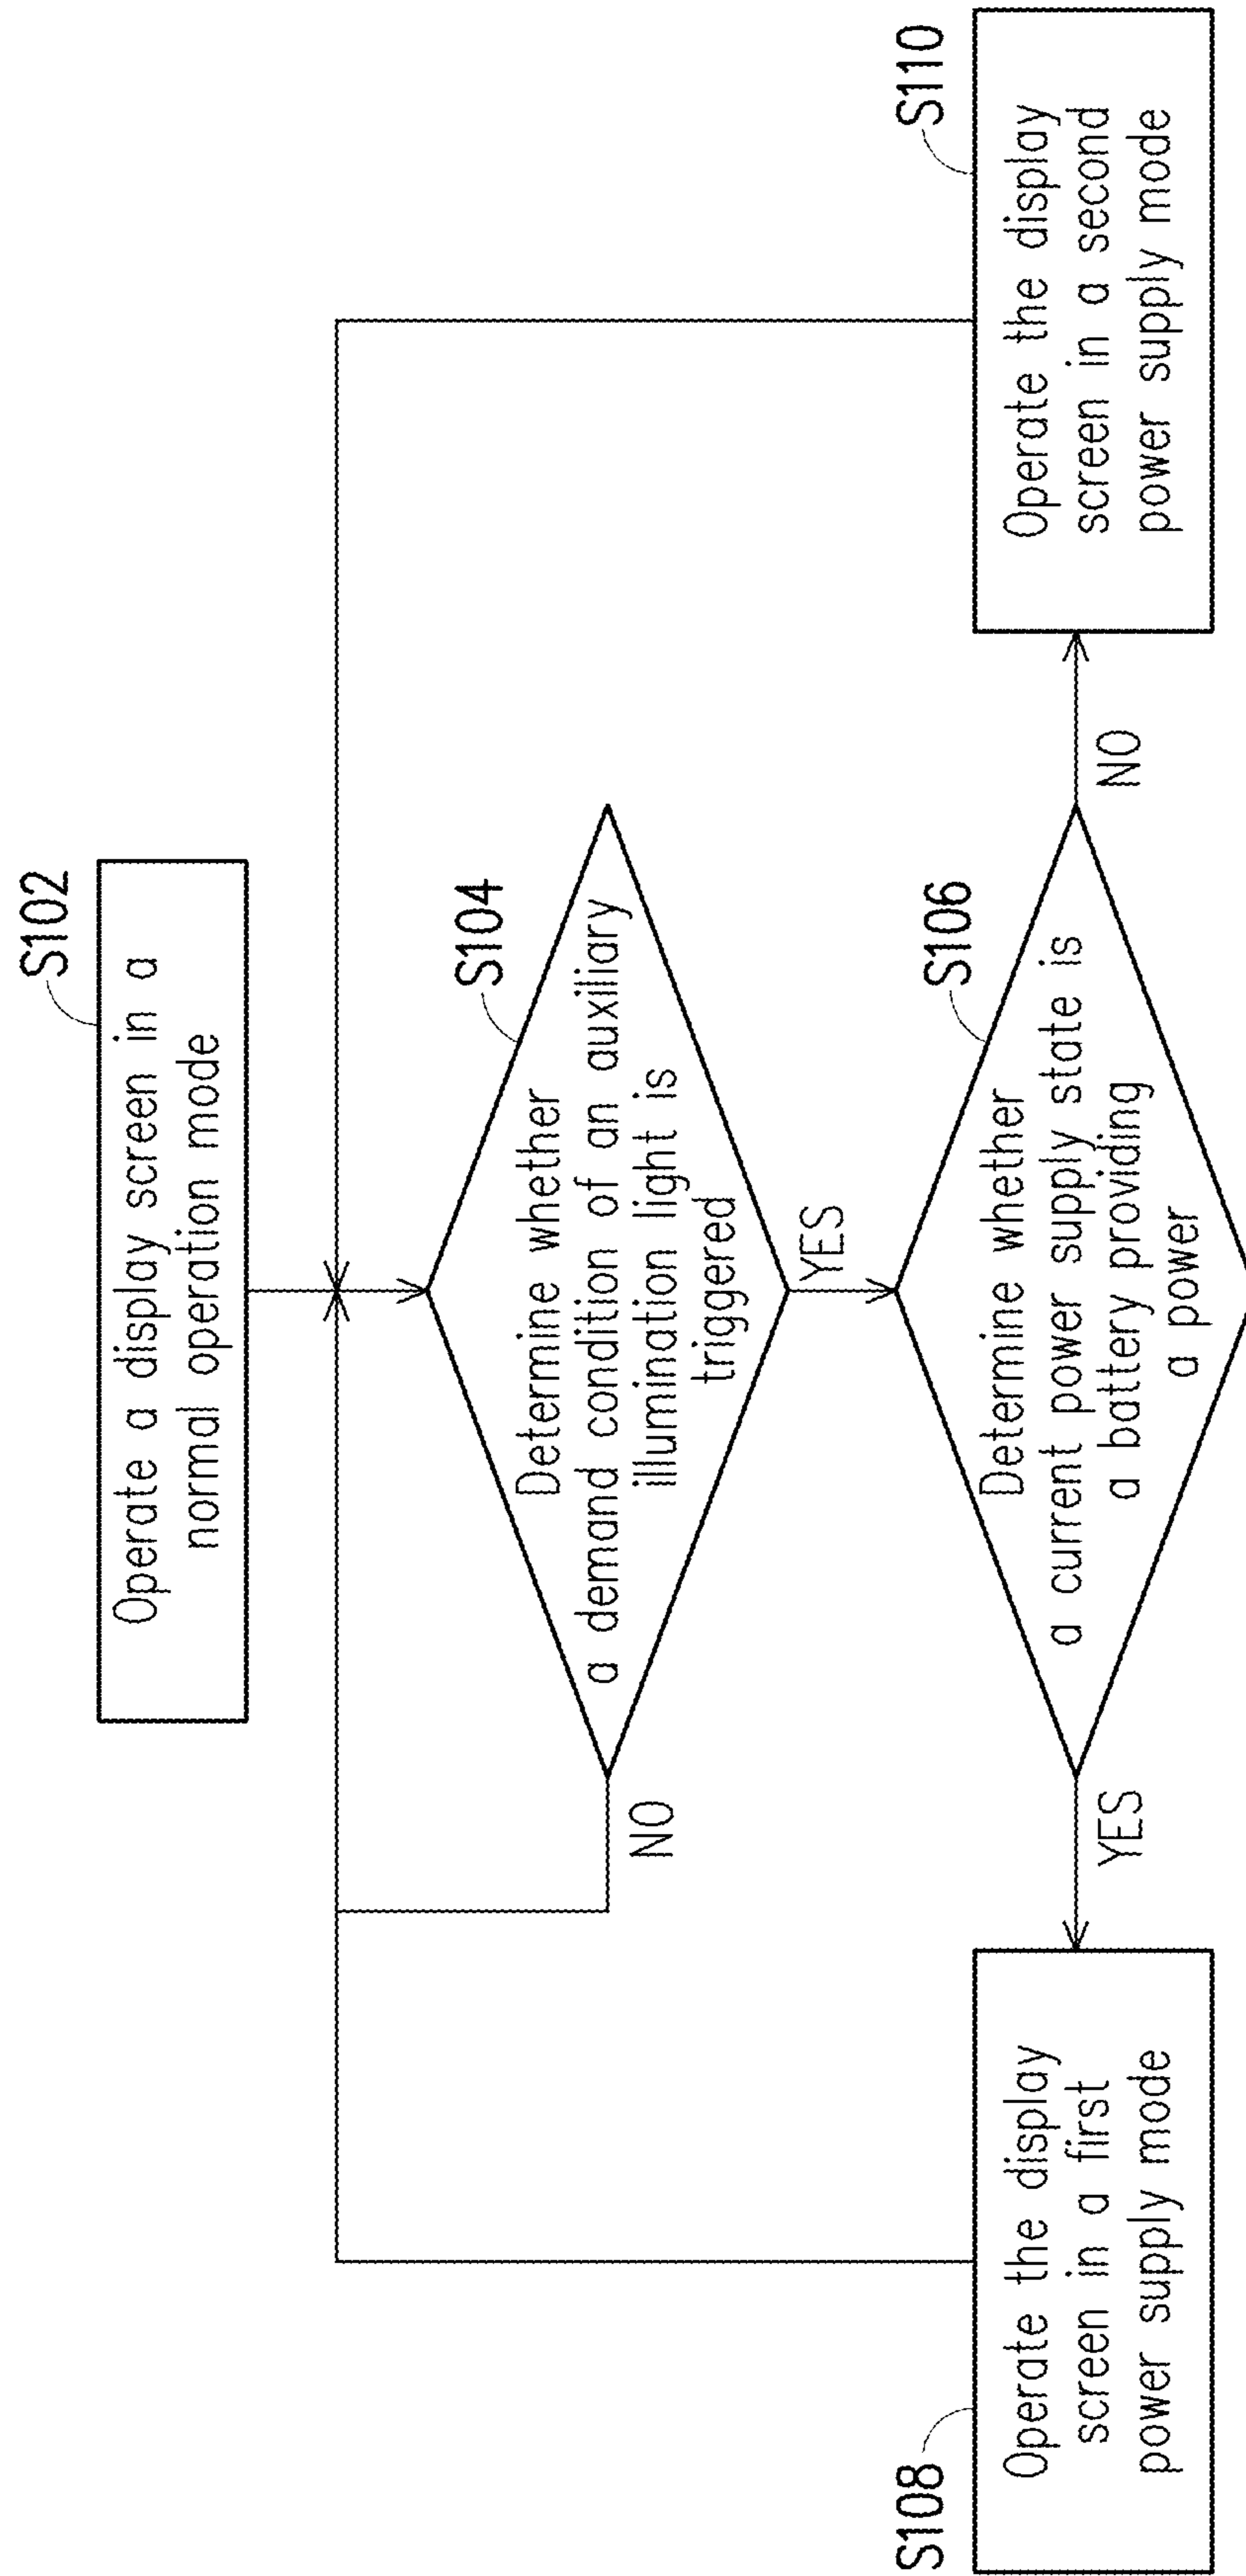 S102
Operate a display screen in a
normal operation mode
S104
Determine whether
a demand condition of an auxiliary
illumination light is
triggered
NO
YES
S106
Determine whether
a current power supply state is
a battery providing
a power
YES
NO
S108
Operate the display
screen in a first
power supply mode
S110
Operate the display
screen in a second
power supply mode